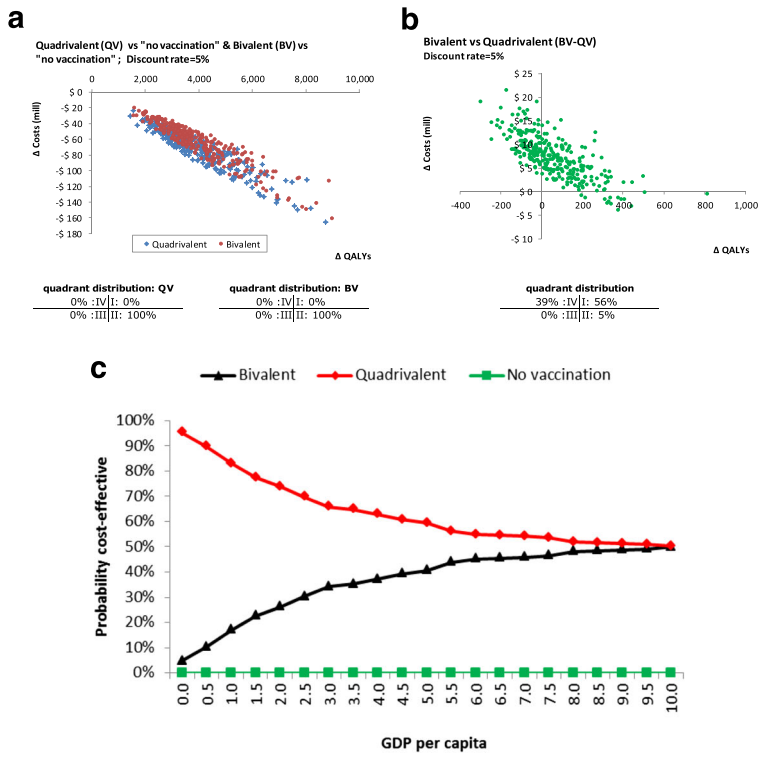 a
Quadrivalent (QV) vs "no vaccination" & Bivalent (BV) vs
"no vaccination" ; Discount rate=5%
0 2,000 4,000 6,000 8,000 10,000
$ 0
-$ 20
-$ 40
-$ 60
-$ 80
-$ 100
-$ 120
-$ 140
-$ 160
-$ 180
Δ Costs (mill)
Quadrivalent Bivalent
Δ QALYs
quadrant distribution: QV
0% :IV I: 0%
0% :III II: 100%
quadrant distribution: BV
0% :IV I: 0%
0% :III II: 100%
b
Bivalent vs Quadrivalent (BV-QV)
Discount rate=5%
$ 25
$ 20
$ 15
$ 10
$ 5
$ 0
-$ 5
-$ 10
Δ Costs (mill)
-400 -200 0 200 400 600 800 1,000
Δ QALYs
quadrant distribution
39% :IV I: 56%
0% :III II: 5%
c
Bivalent Quadrivalent No vaccination
100%
90%
80%
70%
60%
50%
40%
30%
20%
10%
0%
Probability cost-effective
0.0 0.5 1.0 1.5 2.0 2.5 3.0 3.5 4.0 4.5 5.0 5.5 6.0 6.5 7.0 7.5 8.0 8.5 9.0 9.5 10.0
GDP per capita